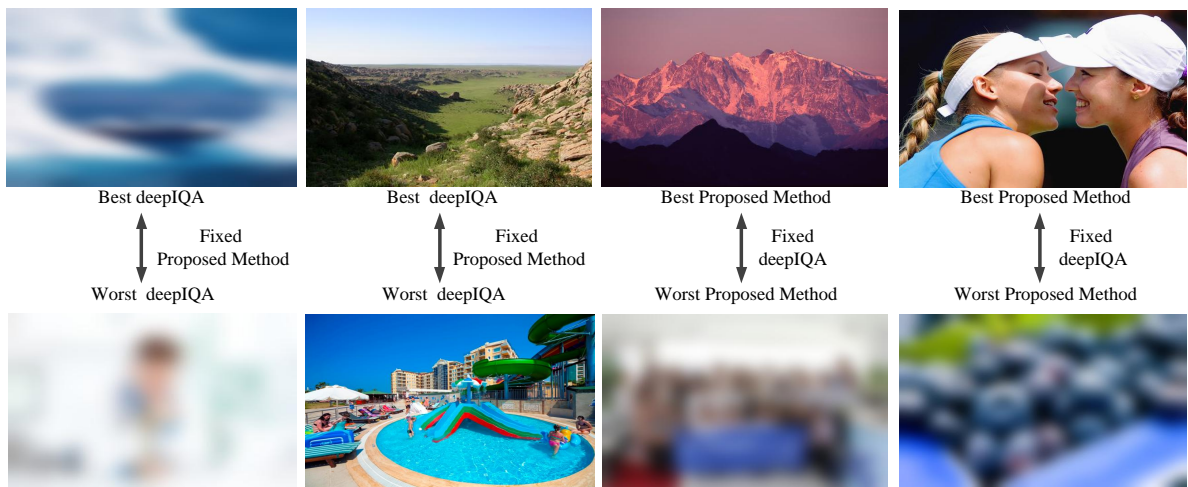 Best deepIQA
Fixed
Proposed Method
Worst deepIQA
Best deepIQA
Fixed
Proposed Method
Worst deepIQA
Best Proposed Method
Fixed
deepIQA
Worst Proposed Method
Best Proposed Method
Fixed
deepIQA
Worst Proposed Method